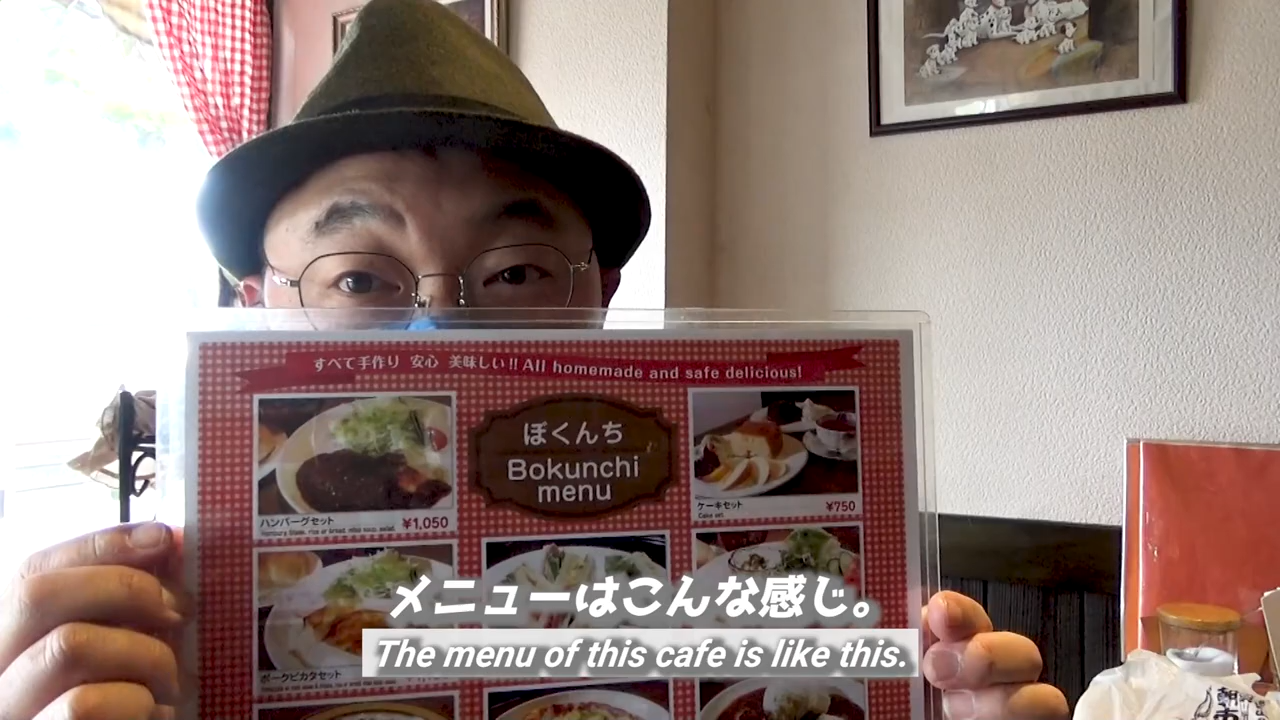 すべて手作り 安心 美味しい!! All homemade and safe delicious!
ぼくんち
Bokunchi
menu
ハンバーグセット ¥1,050
ケーキセット ¥750
Cake set.
ポークピカタセット
メニューはこんな感じ。
The menu of this cafe is like this.